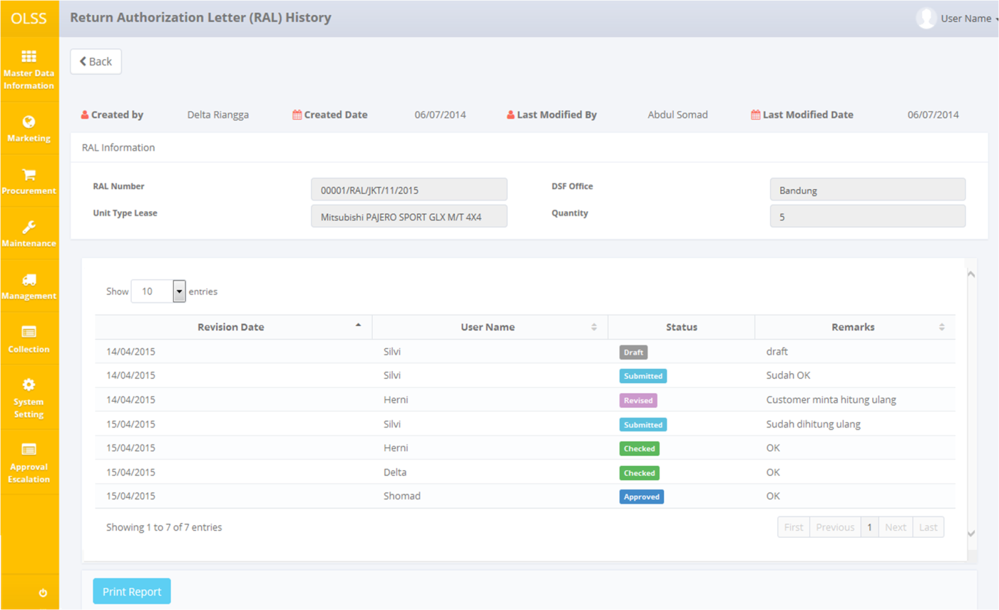 OLSS
Return Authorization Letter (RAL) History
User Name
Master Data
Information
Marketing
Procurement
Maintenance
Management
Collection
System
Setting
Approval
Escalation
Back
Created by Delta Riangga Created Date 06/07/2014 Last Modified By Abdul Somad Last Modified Date 06/07/2014
RAL Information
RAL Number 00001/RAL/JKT/11/2015 DSF Office Bandung
Unit Type Lease Mitsubishi PAJERO SPORT GLX M/T 4X4 Quantity 5
Show 10 entries
Revision Date User Name Status Remarks
14/04/2015 Silvi Draft draft
14/04/2015 Silvi Submitted Sudah OK
14/04/2015 Herni Revised Customer minta hitung ulang
15/04/2015 Silvi Submitted Sudah dihitung ulang
15/04/2015 Herni Checked OK
15/04/2015 Delta Checked OK
15/04/2015 Shomad Approved OK
Showing 1 to 7 of 7 entries First Previous 1 Next Last
Print Report